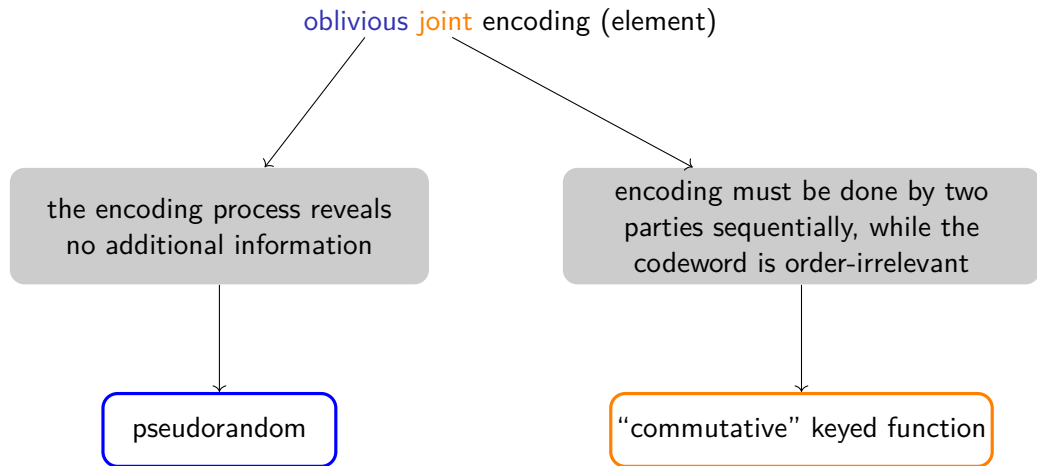 oblivious joint encoding (element)
the encoding process reveals
no additional information
encoding must be done by two
parties sequentially, while the
codeword is order-irrelevant
pseudorandom
“commutative” keyed function